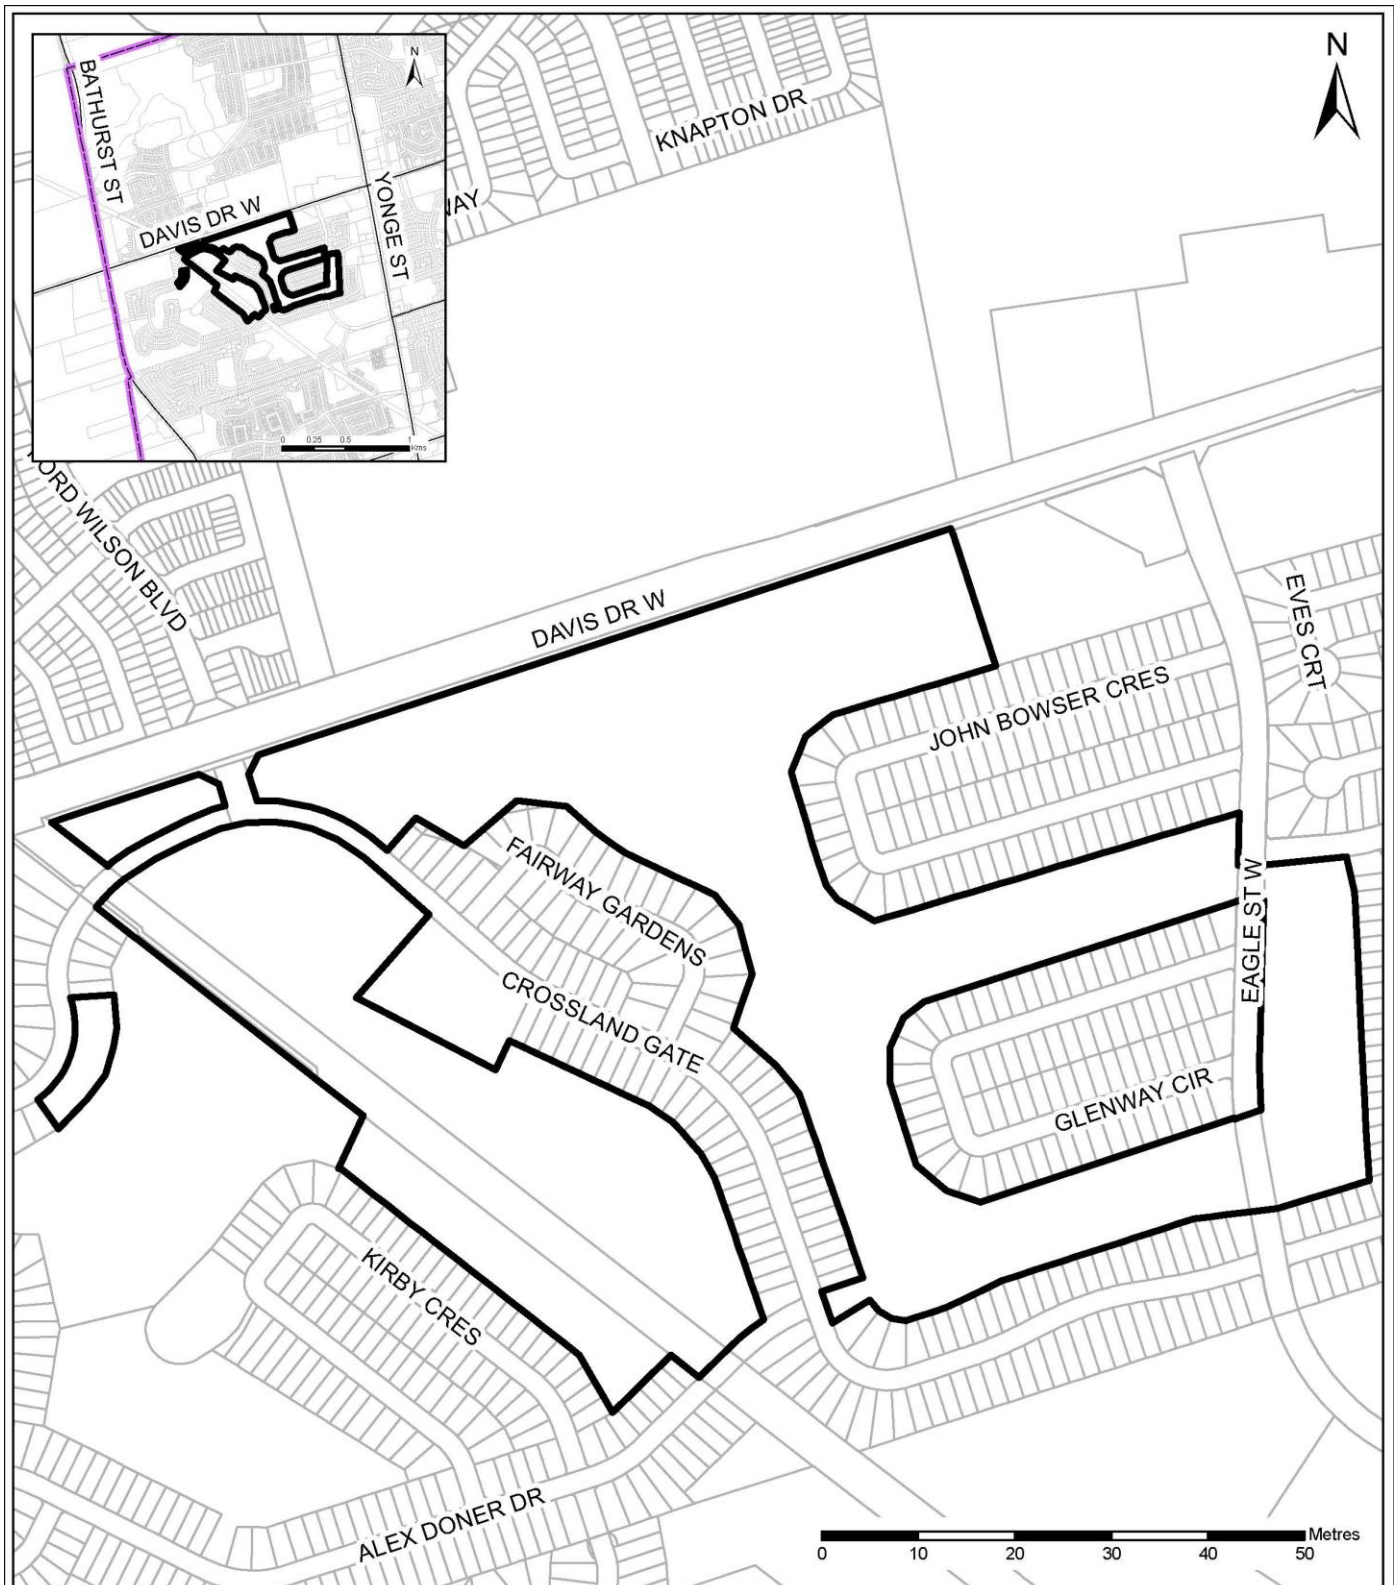 N
BATHURST ST
N
KNAPTON DR
YONGE ST
WAY
DAVIS DR W
0 0.25 0.5 1
Kms
FORD WILSON BLVD
DAVIS DR W
EVES CRT
JOHN BOWSER CRES
FAIRWAY GARDENS
EAGLE ST W
CROSSLAND GATE
GLENWAY CIR
KIRBY CRES
ALEX DONER DR
Metres
0 10 20 30 40 50